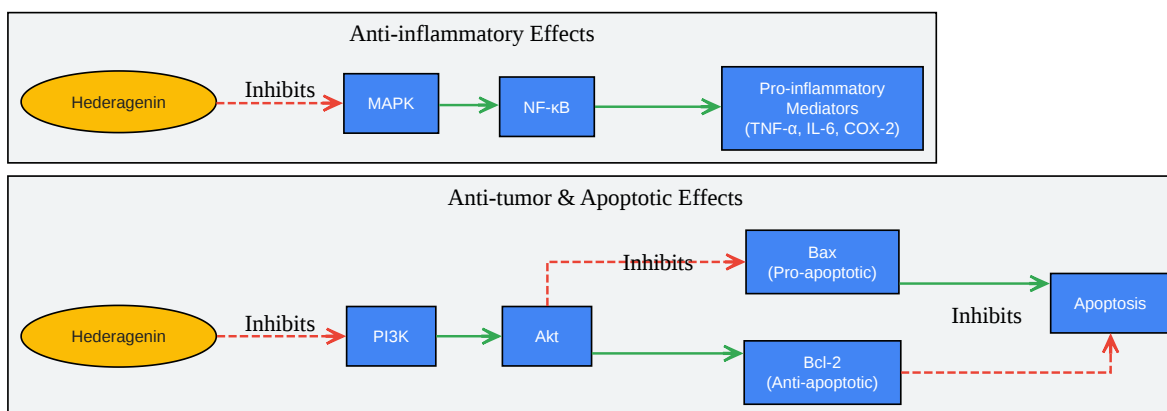 Anti-inflammatory Effects
Hederagenin
Inhibits
MAPK
NF-κB
Pro-inflammatory
Mediators
(TNF-α, IL-6, COX-2)
Anti-tumor & Apoptotic Effects
Hederagenin
Inhibits
PI3K
Akt
Inhibits
Bax
(Pro-apoptotic)
Bcl-2
(Anti-apoptotic)
Inhibits
Apoptosis